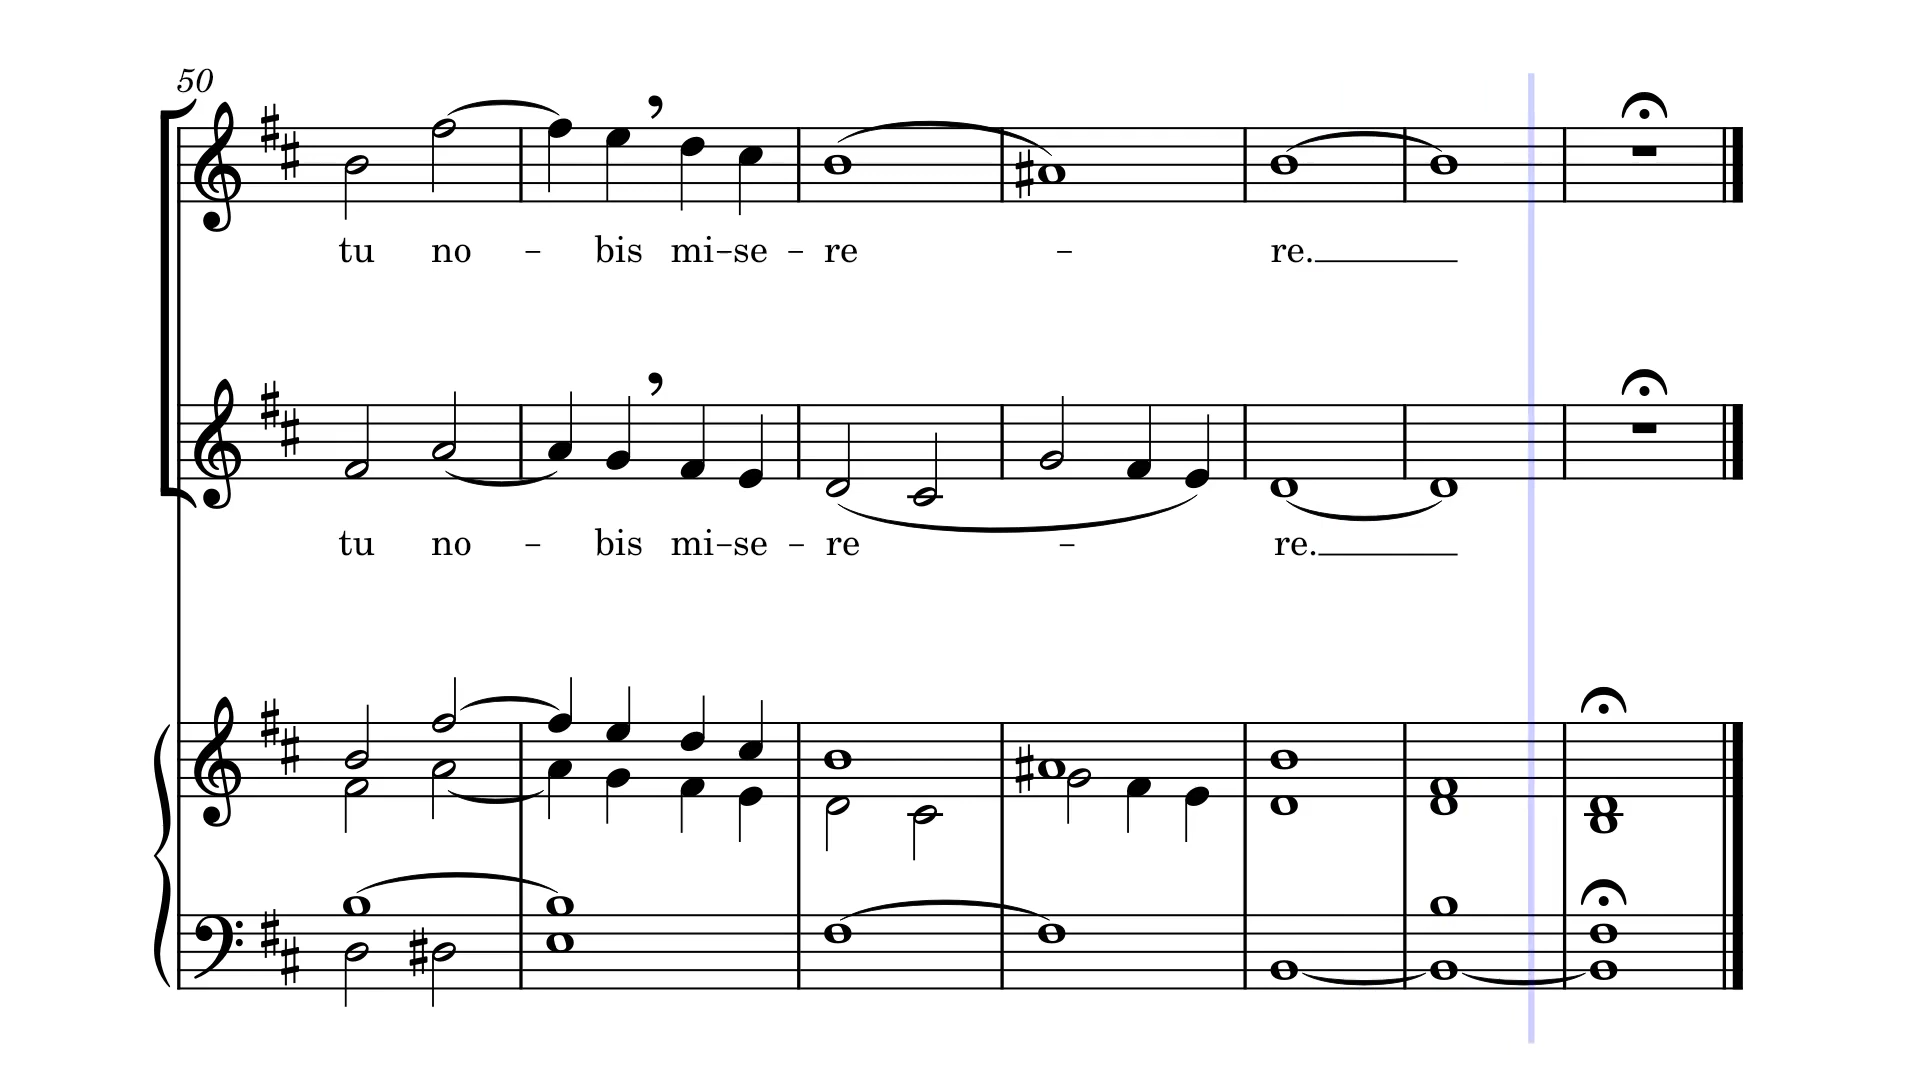 50
tu no - bis mi-se - re - re.
tu no - bis mi-se - re - re.